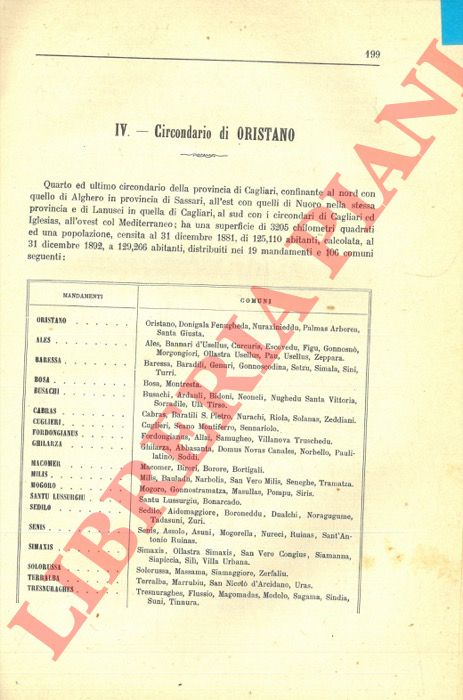 199
IV. — Circondario di ORISTANO
Quarto ed ultimo circondario della provincia di Cagliari, confinante al nord con
quello di Alghero in provincia di Sassari, all'est con quelli di Nuoro nella stessa
provincia e di Lanusei in quella di Cagliari, al sud con i circondari di Cagliari ed
Iglesias, all'ovest col Mediterraneo; ha una superficie di 3205 chilometri quadrati
ed una popolazione, censita al 31 dicembre 1881, di 125,110 abitanti, calcolata, al
31 dicembre 1892, a 129,266 abitanti, distribuiti nei 19 mandamenti e 106 comuni
seguenti:
MANDAMENTI COMUNI
ORISTANO . . . . . . Oristano, Donigala Fenugheda, Nuraxinieddu, Palmas Arborea,
Santa Giusta.
ALES . . . . . . . Ales, Bannari d'Usellus, Curcuris, Escovedu, Figu, Gonnosnò,
Morgongiori, Ollastra Usellus, Pau, Usellus, Zeppara.
BARESSA . . . . . . Baressa, Baradili, Genuri, Gonnoscodina, Setzu, Simala, Sini,
Turri.
BOSA . . . . . . . Bosa, Montresta.
BUSACHI . . . . . . Busachi, Ardauli, Bidoni, Neoneli, Nughedu Santa Vittoria,
Sorradile, Ula Tirso.
CABRAS . . . . . . Cabras, Baratili S. Pietro, Nurachi, Riola, Solanas, Zeddiani.
CUGLIERI . . . . . . Cuglieri, Scano Montiferro, Sennariolo.
FORDONGIANUS . . . . Fordongianus, Allai, Samugheo, Villanova Truschedu.
GHILARZA . . . . . . Ghilarza, Abbasanta, Domus Novas Canales, Norbello, Pauli-
latino, Soddi.
MACOMER . . . . . . Macomer, Birori, Borore, Bortigali.
MILIS . . . . . . . Milis, Bauladu, Narbolia, San Vero Milis, Seneghe, Tramatza.
MOGORO . . . . . . Mogoro, Gonnostramatza, Masullas, Pompu, Siris.
SANTU LUSSURGIU . . . Santu Lussurgiu, Bonarcado.
SEDILO . . . . . . Sedilo, Aidomaggiore, Boroneddu, Dualchi, Noragugume,
Tadasuni, Zuri.
SENIS . . . . . . . Senis, Assolo, Asuni, Mogorella, Nureci, Ruinas, Sant'An-
tonio Ruinas.
SIMAXIS . . . . . . Simaxis, Ollastra Simaxis, San Vero Congius, Siamanna,
Siapiccia, Silì, Villa Urbana.
SOLORUSSA . . . . . Solorussa, Massama, Siamaggiore, Zerfaliu.
TERRALBA . . . . . . Terralba, Marrubiu, San Nicolò d'Arcidano, Uras.
TRESNURAGHES . . . . Tresnuraghes, Flussio, Magomadas, Modolo, Sagama, Sindia,
Suni, Tinnura.
LIBRERIA PIANI